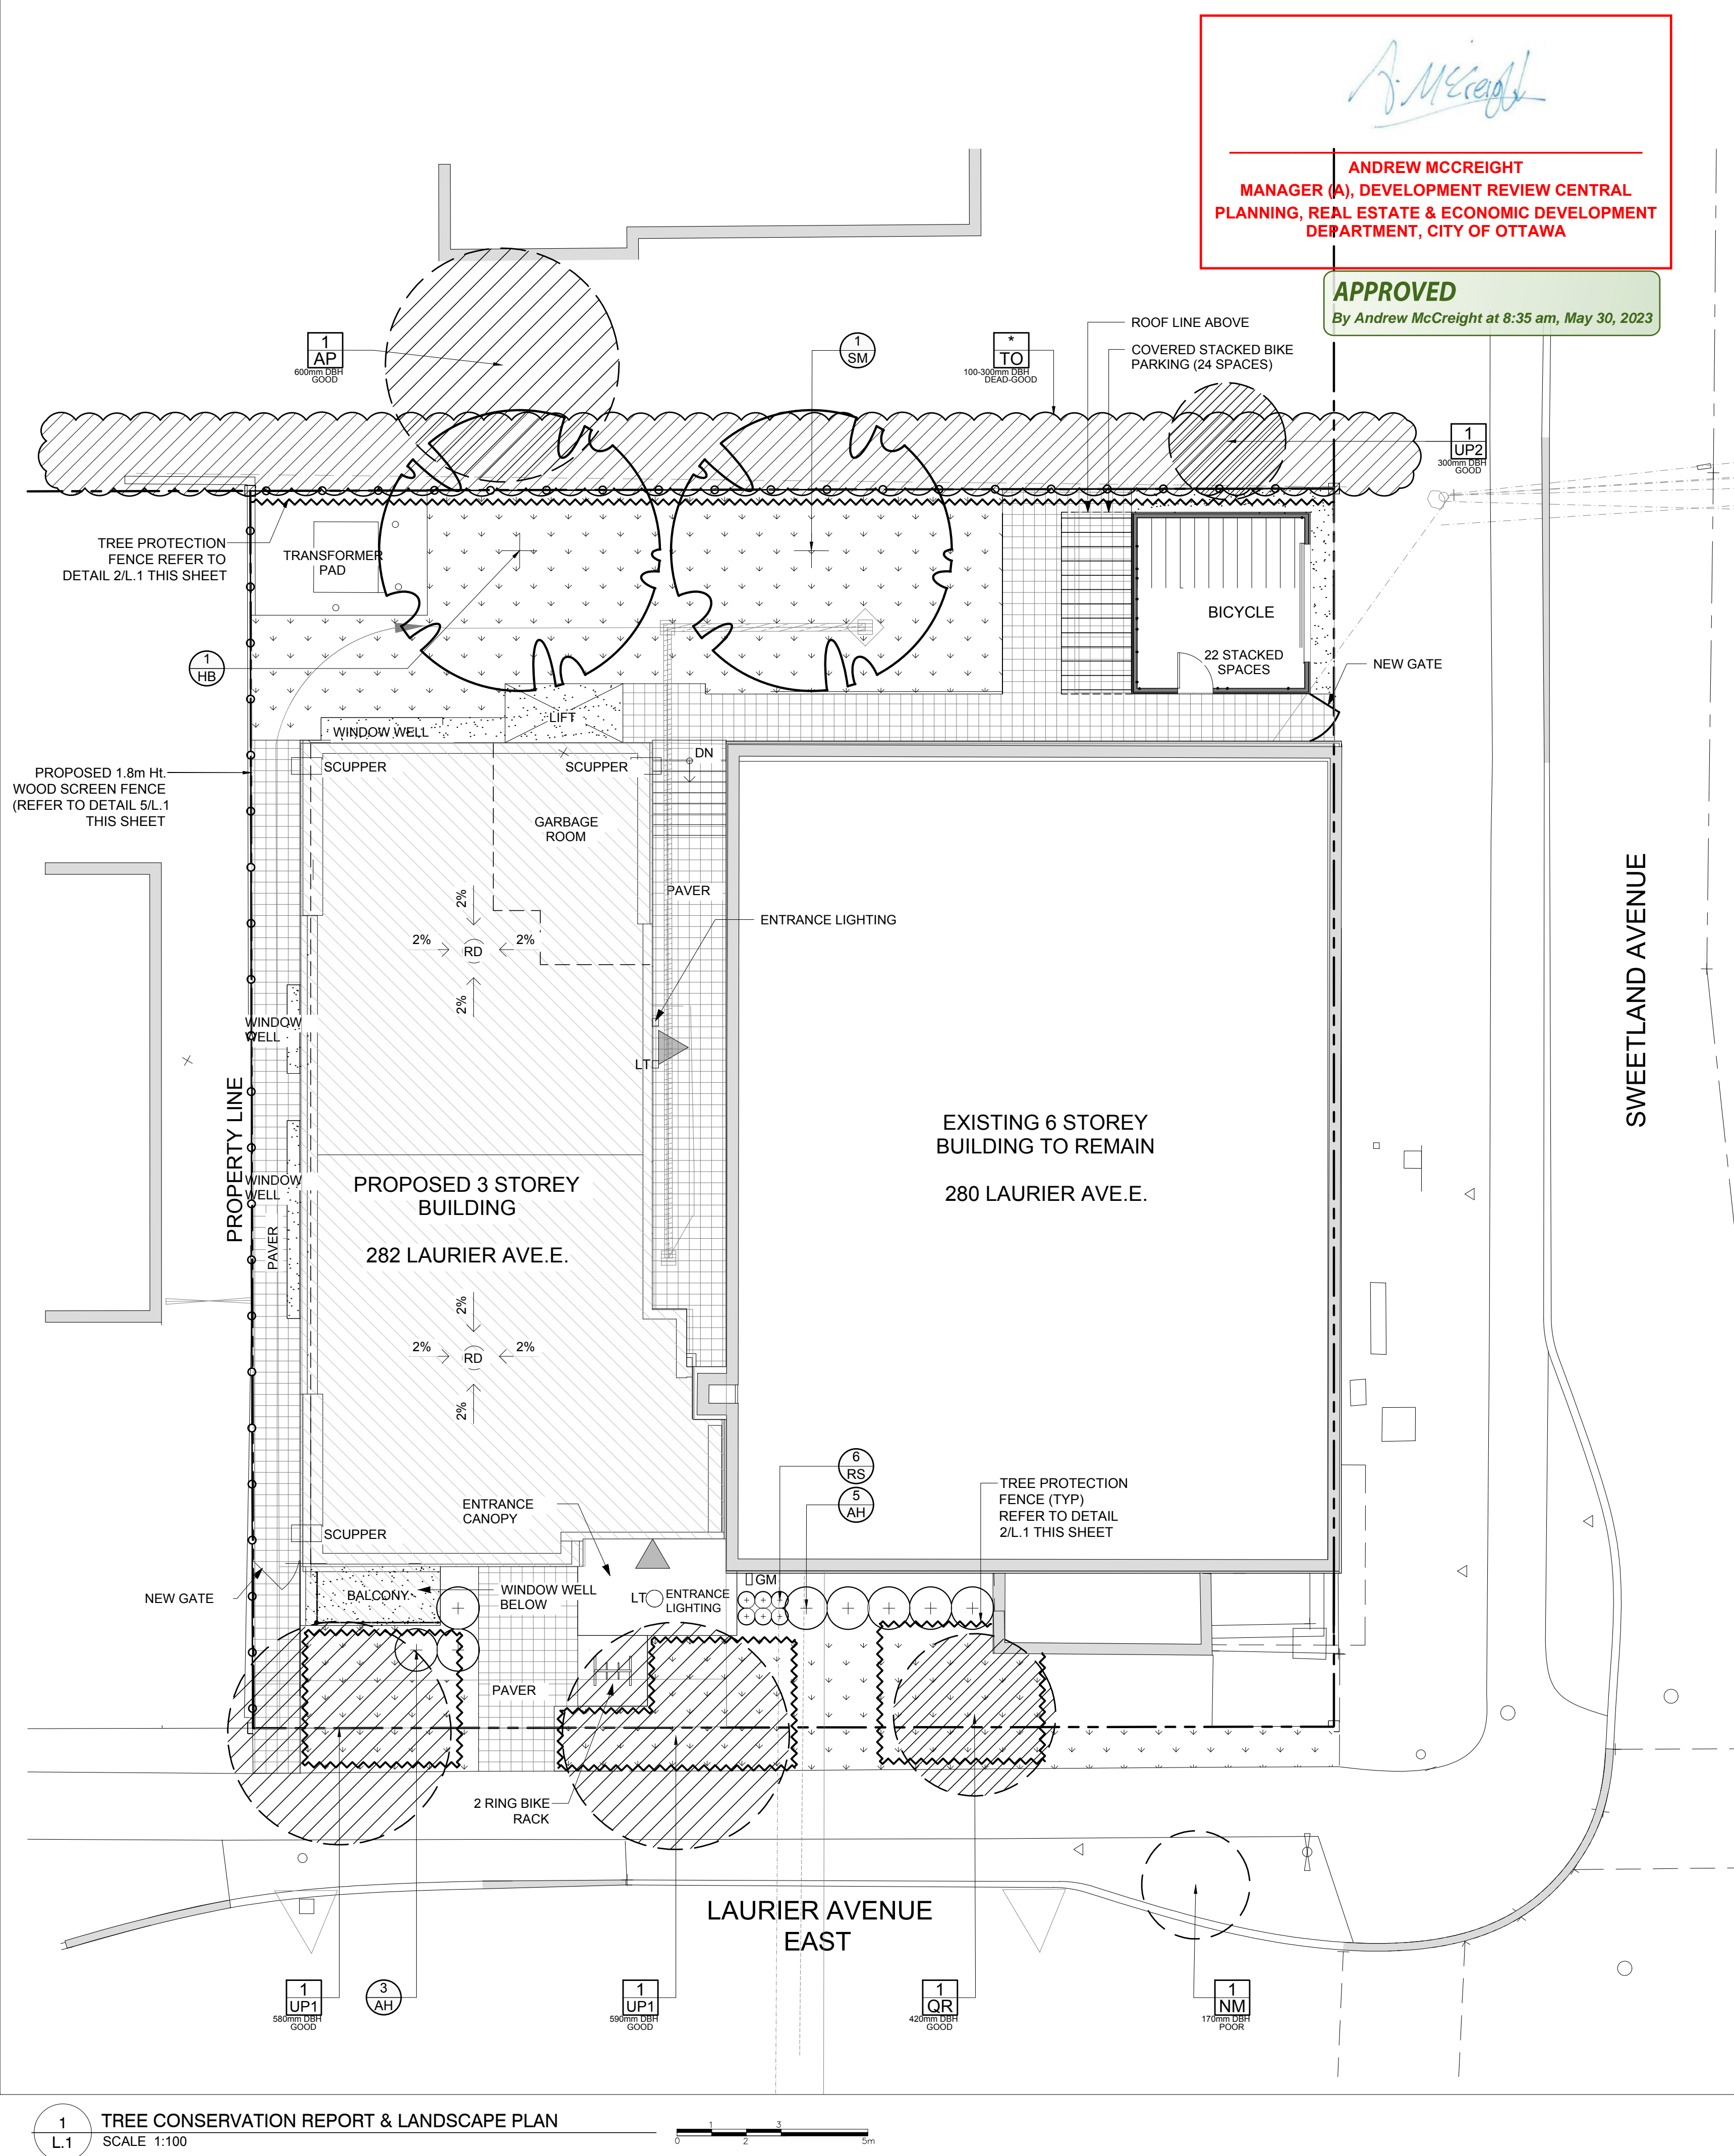 A. McCreight
ANDREW MCCREIGHT
MANAGER (A), DEVELOPMENT REVIEW CENTRAL
PLANNING, REAL ESTATE & ECONOMIC DEVELOPMENT
DEPARTMENT, CITY OF OTTAWA
APPROVED
By Andrew McCreight at 8:35 am, May 30, 2023
ROOF LINE ABOVE
COVERED STACKED BIKE
PARKING (24 SPACES)
1
AP
600mm DBH
GOOD
1
SM
*
TO
100-300mm DBH
DEAD-GOOD
1
UP2
300mm DBH
GOOD
TREE PROTECTION
FENCE REFER TO
DETAIL 2/L.1 THIS SHEET
TRANSFORMER
PAD
BICYCLE
22 STACKED
SPACES
NEW GATE
1
HB
LIFT
WINDOW WELL
PROPOSED 1.8m Ht.
WOOD SCREEN FENCE
(REFER TO DETAIL 5/L.1
THIS SHEET
SCUPPER
SCUPPER
DN
GARBAGE
ROOM
PAVER
ENTRANCE LIGHTING
2%
2%
RD
2%
2%
WINDOW
WELL
LT
PROPERTY LINE
WINDOW
WELL
PAVER
PROPOSED 3 STOREY
BUILDING
282 LAURIER AVE.E.
EXISTING 6 STOREY
BUILDING TO REMAIN
280 LAURIER AVE.E.
SWEETLAND AVENUE
2%
2%
RD
2%
2%
6
RS
5
AH
TREE PROTECTION
FENCE (TYP)
REFER TO DETAIL
2/L.1 THIS SHEET
ENTRANCE
CANOPY
SCUPPER
NEW GATE
BALCONY
WINDOW WELL
BELOW
LT
ENTRANCE
LIGHTING
GM
PAVER
2 RING BIKE
RACK
LAURIER AVENUE
EAST
1
UP1
580mm DBH
GOOD
3
AH
1
UP1
590mm DBH
GOOD
1
QR
420mm DBH
GOOD
1
NM
170mm DBH
POOR
1
L.1
TREE CONSERVATION REPORT & LANDSCAPE PLAN
SCALE 1:100
1 3
0 2 5m